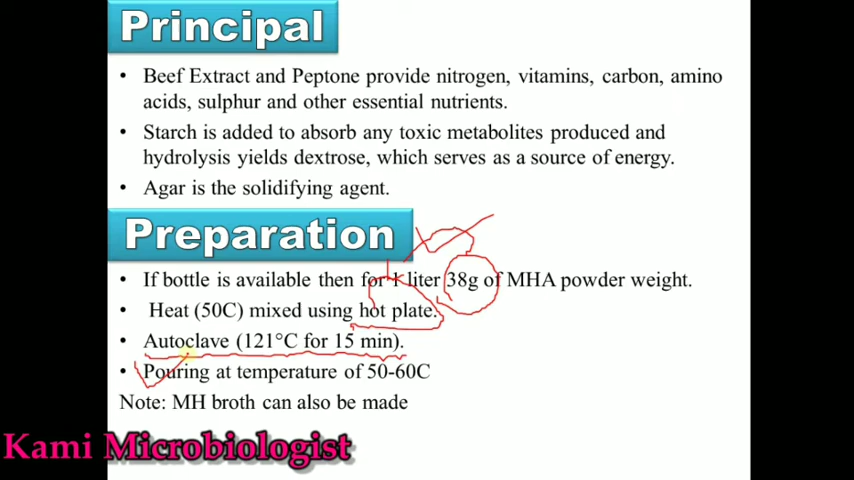 Principal
• Beef Extract and Peptone provide nitrogen, vitamins, carbon, amino
acids, sulphur and other essential nutrients.
• Starch is added to absorb any toxic metabolites produced and
hydrolysis yields dextrose, which serves as a source of energy.
• Agar is the solidifying agent.
Preparation
• If bottle is available then for 1 liter 38g of MHA powder weight.
• Heat (50C) mixed using hot plate.
• Autoclave (121°C for 15 min).
• Pouring at temperature of 50-60C
Note: MH broth can also be made
Kami Microbiologist